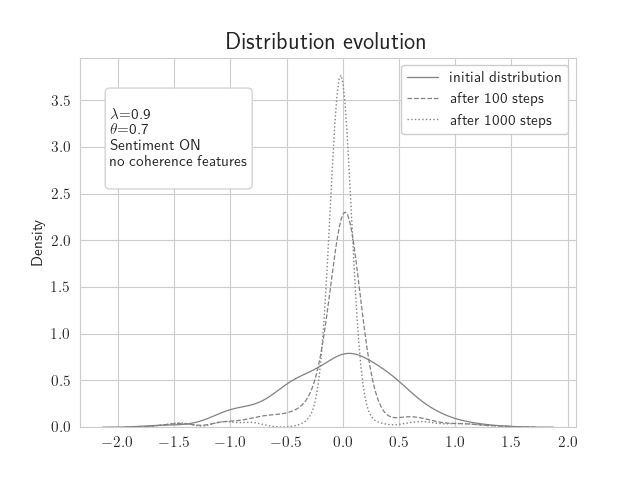 Distribution evolution
initial distribution
after 100 steps
after 1000 steps
λ=0.9
θ=0.7
Sentiment ON
no coherence features
Density
3.5
3.0
2.5
2.0
1.5
1.0
0.5
0.0
−2.0 −1.5 −1.0 −0.5 0.0 0.5 1.0 1.5 2.0